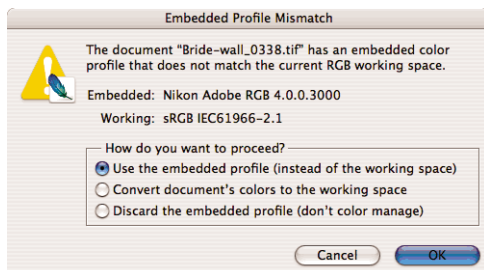 Embedded Profile Mismatch
The document "Bride-wall_0338.tif" has an embedded color
profile that does not match the current RGB working space.
Embedded: Nikon Adobe RGB 4.0.0.3000
Working: sRGB IEC61966-2.1
How do you want to proceed?
Use the embedded profile (instead of the working space)
Convert document's colors to the working space
Discard the embedded profile (don't color manage)
Cancel OK